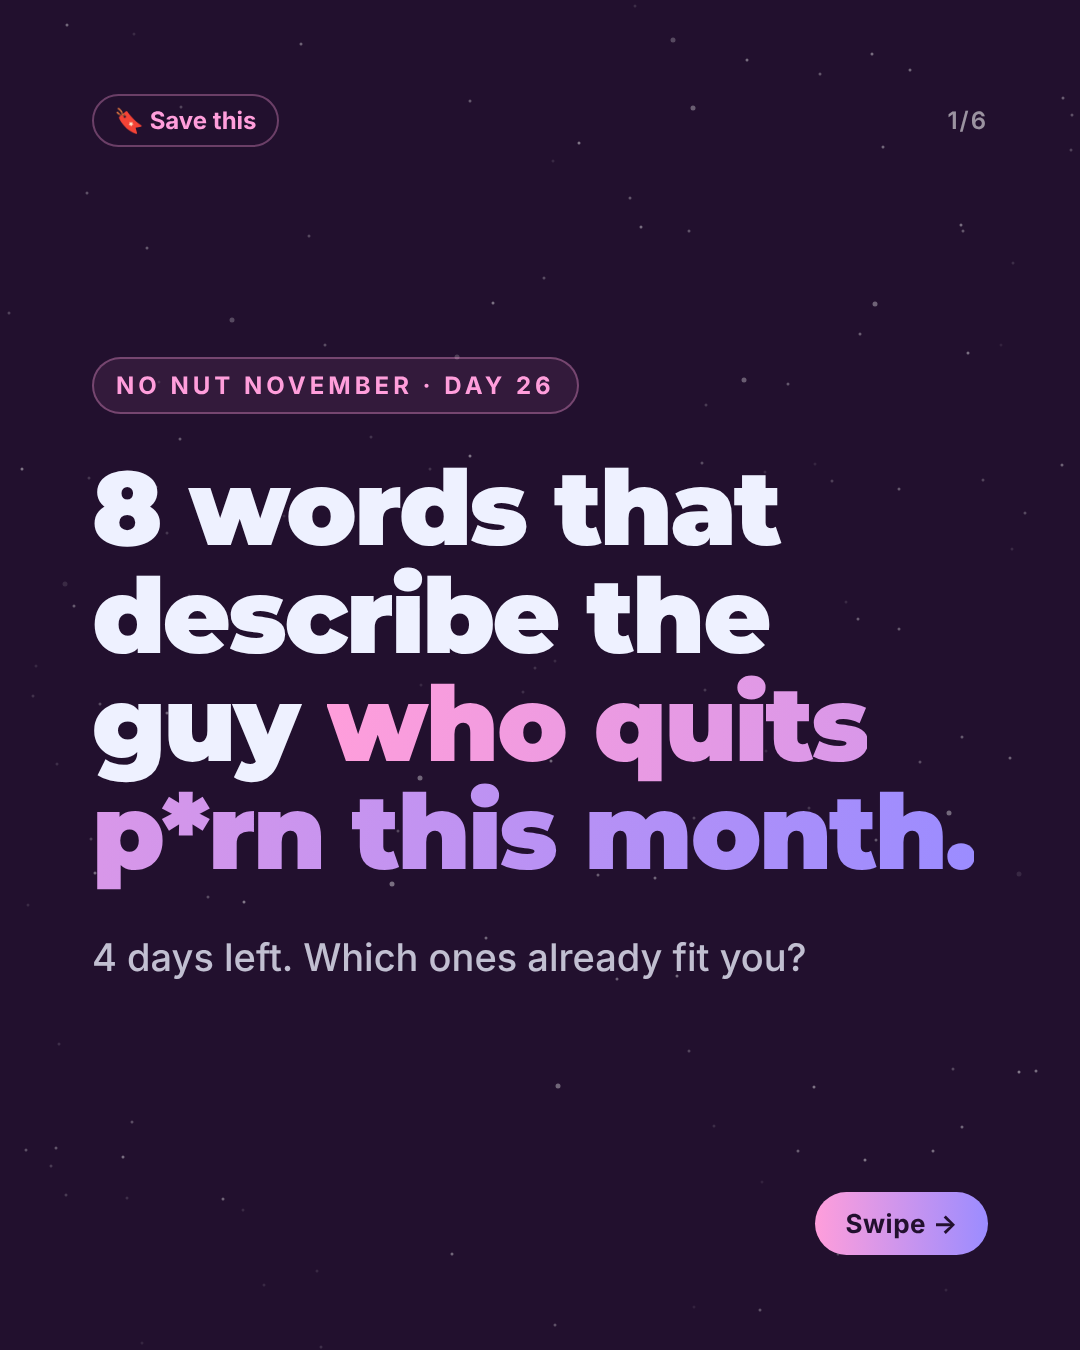 🔖 Save this
1/6
NO NUT NOVEMBER · DAY 26
8 words that
describe the
guy who quits
p*rn this month.
4 days left. Which ones already fit you?
Swipe →